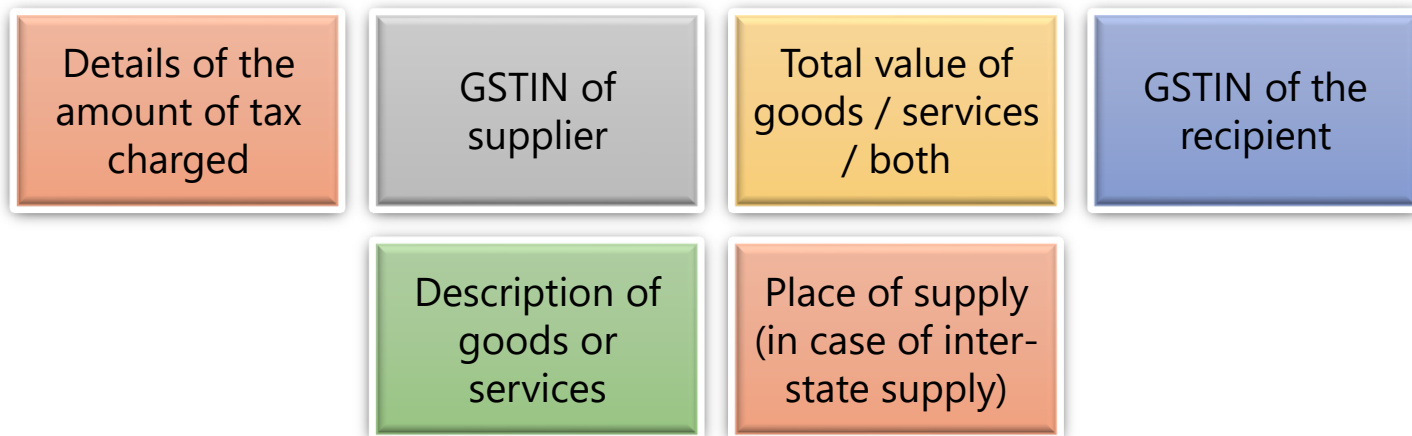 Details of the
amount of tax
charged
GSTIN of
supplier
Total value of
goods / services
/ both
GSTIN of the
recipient
Description of
goods or
services
Place of supply
(in case of inter-
state supply)